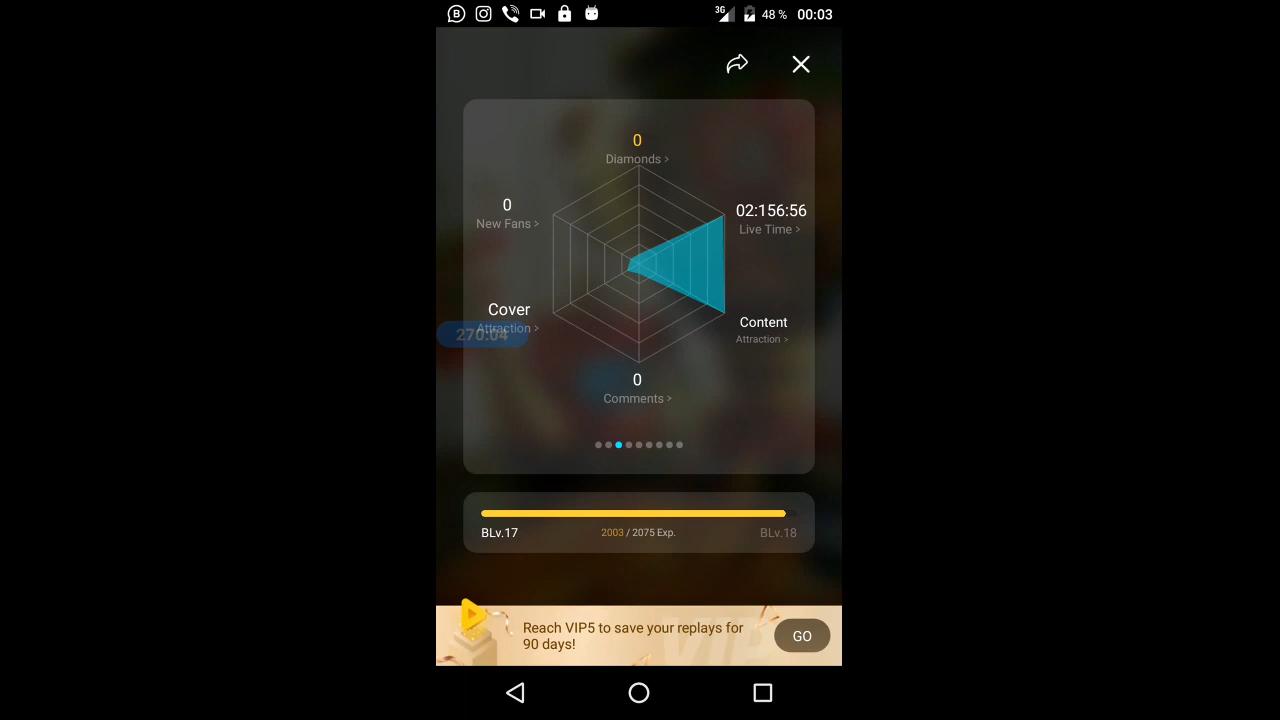 3G 48 % 00:03
0
Diamonds >
0
New Fans >
02:156:56
Live Time >
Cover
Attraction >
270:04
Content
Attraction >
0
Comments >
BLv.17 2003 / 2075 Exp. BLv.18
Reach VIP5 to save your replays for
90 days!
GO